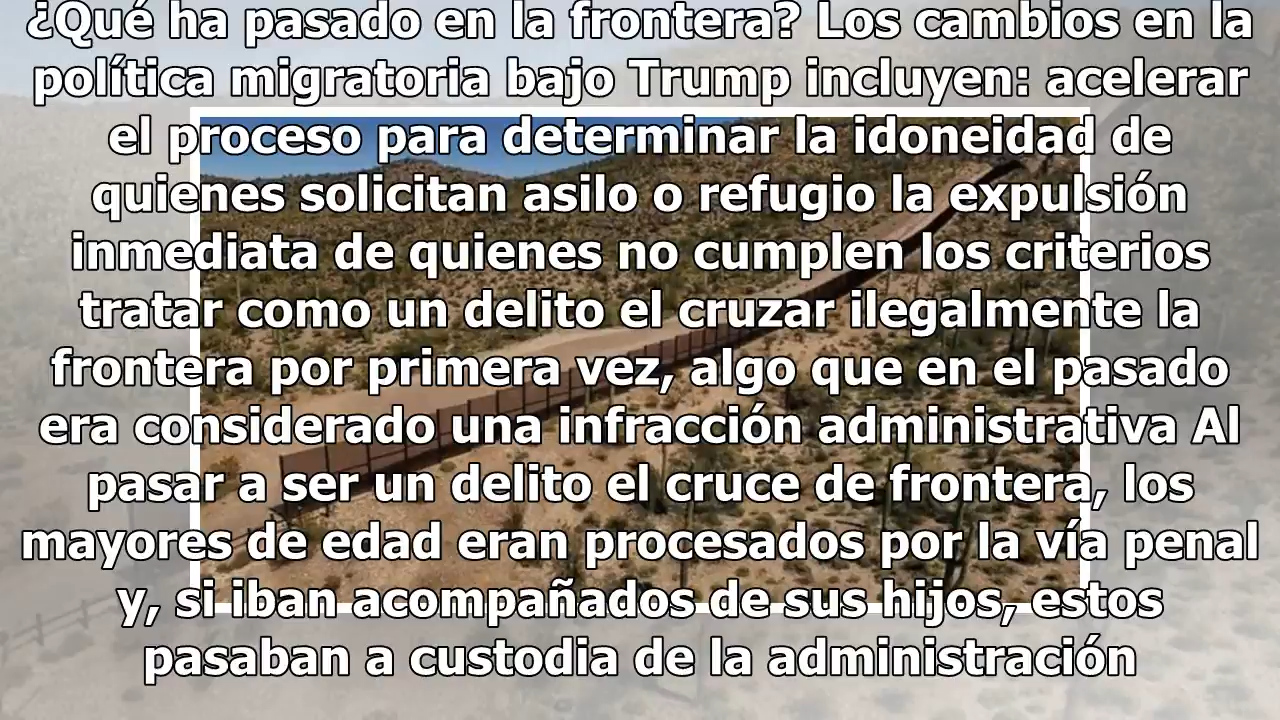 ¿Qué ha pasado en la frontera? Los cambios en la
política migratoria bajo Trump incluyen: acelerar
el proceso para determinar la idoneidad de
quienes solicitan asilo o refugio la expulsión
inmediata de quienes no cumplen los criterios
tratar como un delito el cruzar ilegalmente la
frontera por primera vez, algo que en el pasado
era considerado una infracción administrativa Al
pasar a ser un delito el cruce de frontera, los
mayores de edad eran procesados por la vía penal
y, si iban acompañados de sus hijos, estos
pasaban a custodia de la administración